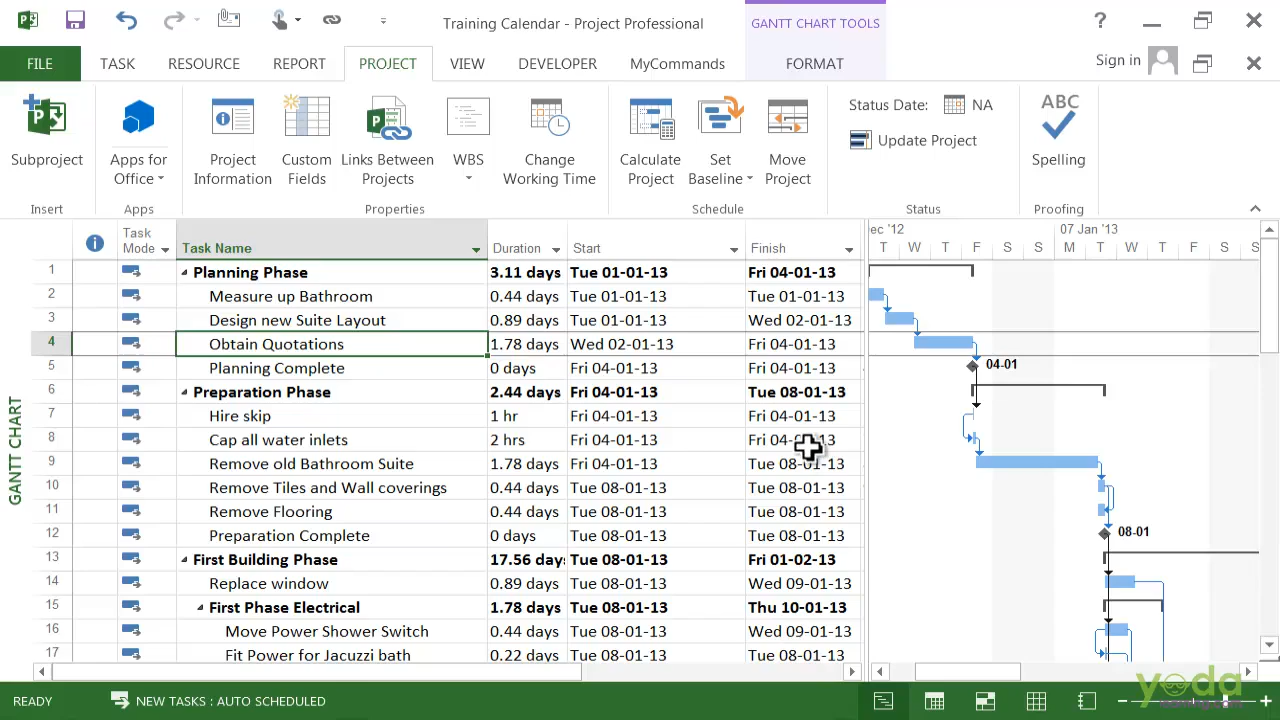 Training Calendar - Project Professional
GANTT CHART TOOLS
?
FILE
TASK
RESOURCE
REPORT
PROJECT
VIEW
DEVELOPER
MyCommands
FORMAT
Sign in
Subproject
Apps for Office
Project Information
Custom Fields
Links Between Projects
WBS
Change Working Time
Calculate Project
Set Baseline
Move Project
Status Date: NA
Update Project
ABC
Spelling
Insert
Apps
Properties
Schedule
Status
Proofing
Task Mode
Task Name
Duration
Start
Finish
ec '12
07 Jan '13
T W T F S S M T W T F S S
1 Planning Phase 3.11 days Tue 01-01-13 Fri 04-01-13
2 Measure up Bathroom 0.44 days Tue 01-01-13 Tue 01-01-13
3 Design new Suite Layout 0.89 days Tue 01-01-13 Wed 02-01-13
4 Obtain Quotations 1.78 days Wed 02-01-13 Fri 04-01-13
5 Planning Complete 0 days Fri 04-01-13 Fri 04-01-13
04-01
6 Preparation Phase 2.44 days Fri 04-01-13 Tue 08-01-13
7 Hire skip 1 hr Fri 04-01-13 Fri 04-01-13
8 Cap all water inlets 2 hrs Fri 04-01-13 Fri 04-01-13
9 Remove old Bathroom Suite 1.78 days Fri 04-01-13 Tue 08-01-13
10 Remove Tiles and Wall coverings 0.44 days Tue 08-01-13 Tue 08-01-13
11 Remove Flooring 0.44 days Tue 08-01-13 Tue 08-01-13
12 Preparation Complete 0 days Tue 08-01-13 Tue 08-01-13
08-01
13 First Building Phase 17.56 days Tue 08-01-13 Fri 01-02-13
14 Replace window 0.89 days Tue 08-01-13 Wed 09-01-13
15 First Phase Electrical 1.78 days Tue 08-01-13 Thu 10-01-13
16 Move Power Shower Switch 0.44 days Tue 08-01-13 Wed 09-01-13
17 Fit Power for Jacuzzi bath 0.22 days Tue 08-01-13 Tue 08-01-13
GANTT CHART
READY
NEW TASKS : AUTO SCHEDULED
yoda
learning.com